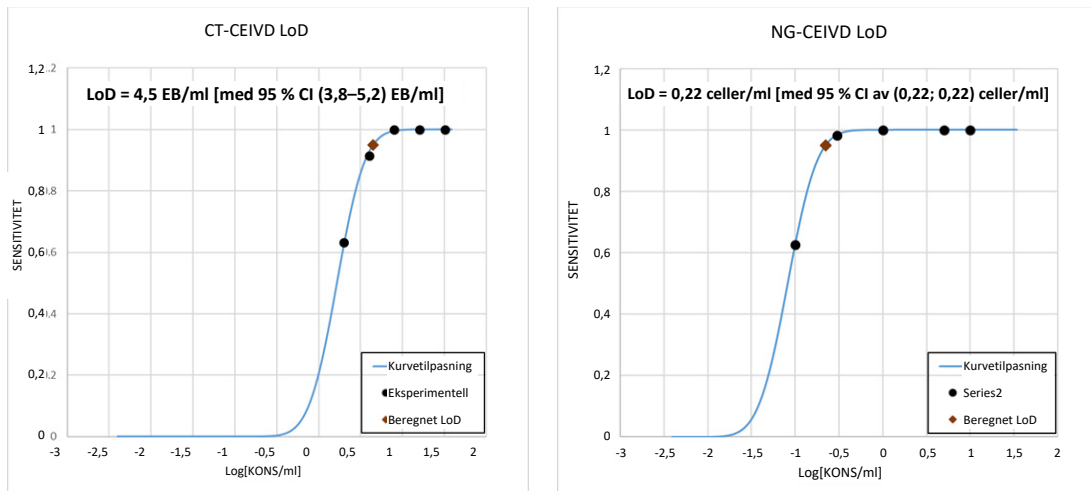 CT-CEIVD LoD
LoD = 4,5 EB/ml [med 95 % CI (3,8–5,2) EB/ml]
SENSITIVITET
1,2
1
0,8
0,6
0,4
0,2
0
-3 -2,5 -2 -1,5 -1 -0,5 0 0,5 1 1,5 2
Log[KONS/ml]
Kurvetilpasning
Eksperimentell
Beregnet LoD
NG-CEIVD LoD
LoD = 0,22 celler/ml [med 95 % CI av (0,22; 0,22) celler/ml]
SENSITIVITET
1,2
1
0,8
0,6
0,4
0,2
0
-3 -2,5 -2 -1,5 -1 -0,5 0 0,5 1 1,5 2
Log[KONS/ml]
Kurvetilpasning
Series2
Beregnet LoD